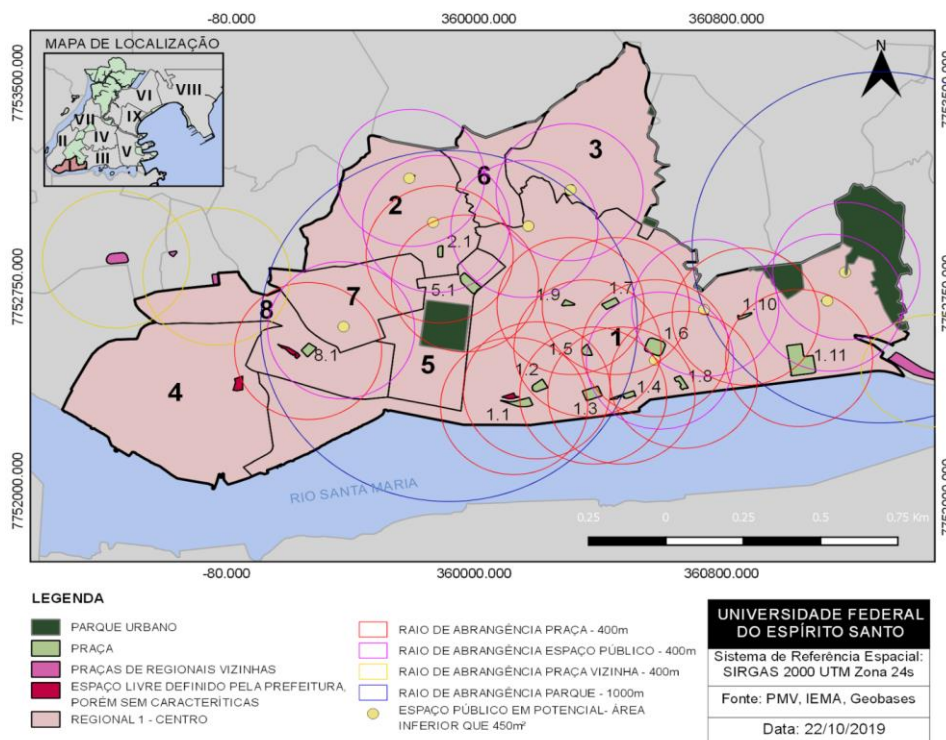 -80.000 360000.000 360800.000
7753500.000
7752750.000
7752000.000
MAPA DE LOCALIZAÇÃO
VI
VIII
VII
IX
II
IV
V
III
N
3
6
2
2.1
5.1
7
8
8.1
4
5
1
1.9
1.7
1.10
1.6
1.5
1.2
1.11
1.8
1.1
1.3
1.4
RIO SANTA MARIA
0.25 0 0.25 0.5 0.75 Km
7753500.000
7752750.000
7752000.000
-80.000 360000.000 360800.000
LEGENDA
PARQUE URBANO
PRAÇA
PRAÇAS DE REGIONAIS VIZINHAS
ESPAÇO LIVRE DEFINIDO PELA PREFEITURA,
PORÉM SEM CARACTERÍTICAS
REGIONAL 1 - CENTRO
RAIO DE ABRANGÊNCIA PRAÇA - 400m
RAIO DE ABRANGÊNCIA ESPAÇO PÚBLICO - 400m
RAIO DE ABRANGÊNCIA PRAÇA VIZINHA - 400m
RAIO DE ABRANGÊNCIA PARQUE - 1000m
ESPAÇO PÚBLICO EM POTENCIAL- ÁREA
INFERIOR QUE 450m²
UNIVERSIDADE FEDERAL
DO ESPÍRITO SANTO
Sistema de Referência Espacial:
SIRGAS 2000 UTM Zona 24s
Fonte: PMV, IEMA, Geobases
Data: 22/10/2019